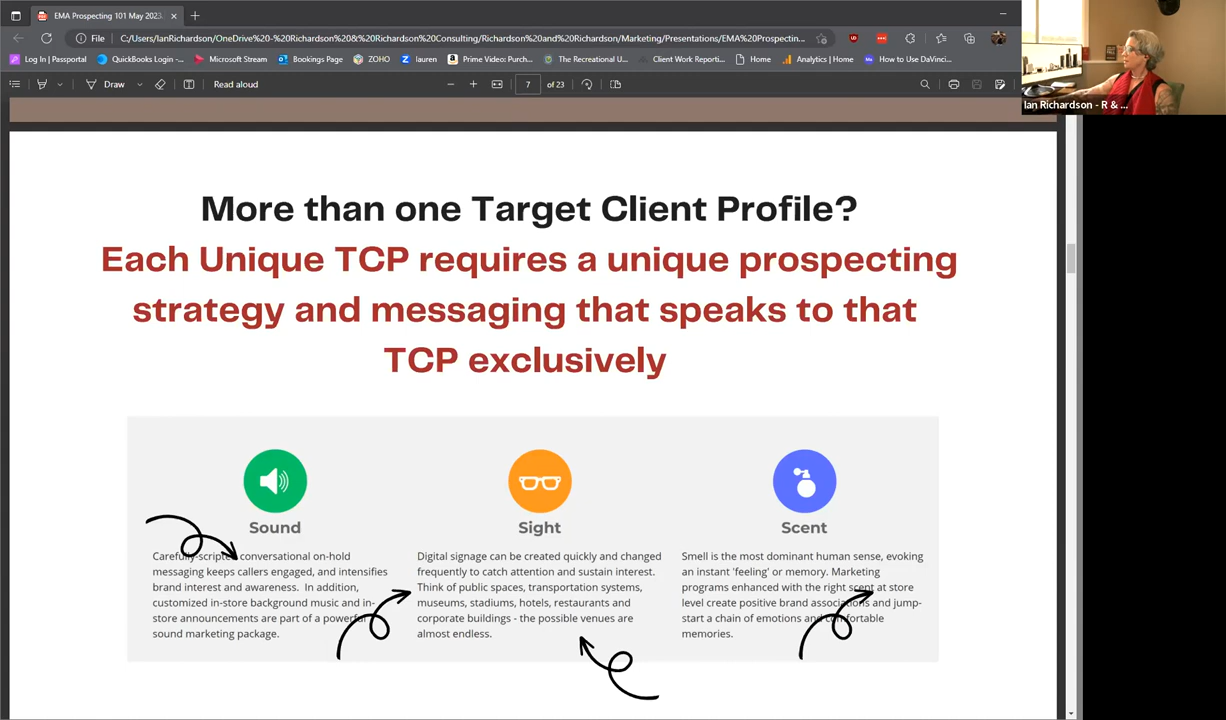 EMA Prospecting 101 May 2023.
File
C:/Users/IanRichardson/OneDrive%20-%20Richardson%20&%20Richardson%20Consulting/Richardson%20and%20Richardson/Marketing/Presentations/EMA%20Prospectin...
Log In | Passportal
QuickBooks Login -...
Microsoft Stream
Bookings Page
ZOHO
lauren
Prime Video: Purch...
The Recreational U...
Client Work Reporti...
Home
Analytics | Home
How to Use DaVinci...
Draw
Read aloud
7 of 23
Ian Richardson - R & ...
More than one Target Client Profile?
Each Unique TCP requires a unique prospecting
strategy and messaging that speaks to that
TCP exclusively
Sound
Carefully-scripted conversational on-hold
messaging keeps callers engaged, and intensifies
brand interest and awareness. In addition,
customized in-store background music and in-
store announcements are part of a powerful
sound marketing package.
Sight
Digital signage can be created quickly and changed
frequently to catch attention and sustain interest.
Think of public spaces, transportation systems,
museums, stadiums, hotels, restaurants and
corporate buildings - the possible venues are
almost endless.
Scent
Smell is the most dominant human sense, evoking
an instant 'feeling' or memory. Marketing
programs enhanced with the right scent at store
level create positive brand associations and jump-
start a chain of emotions and comfortable
memories.